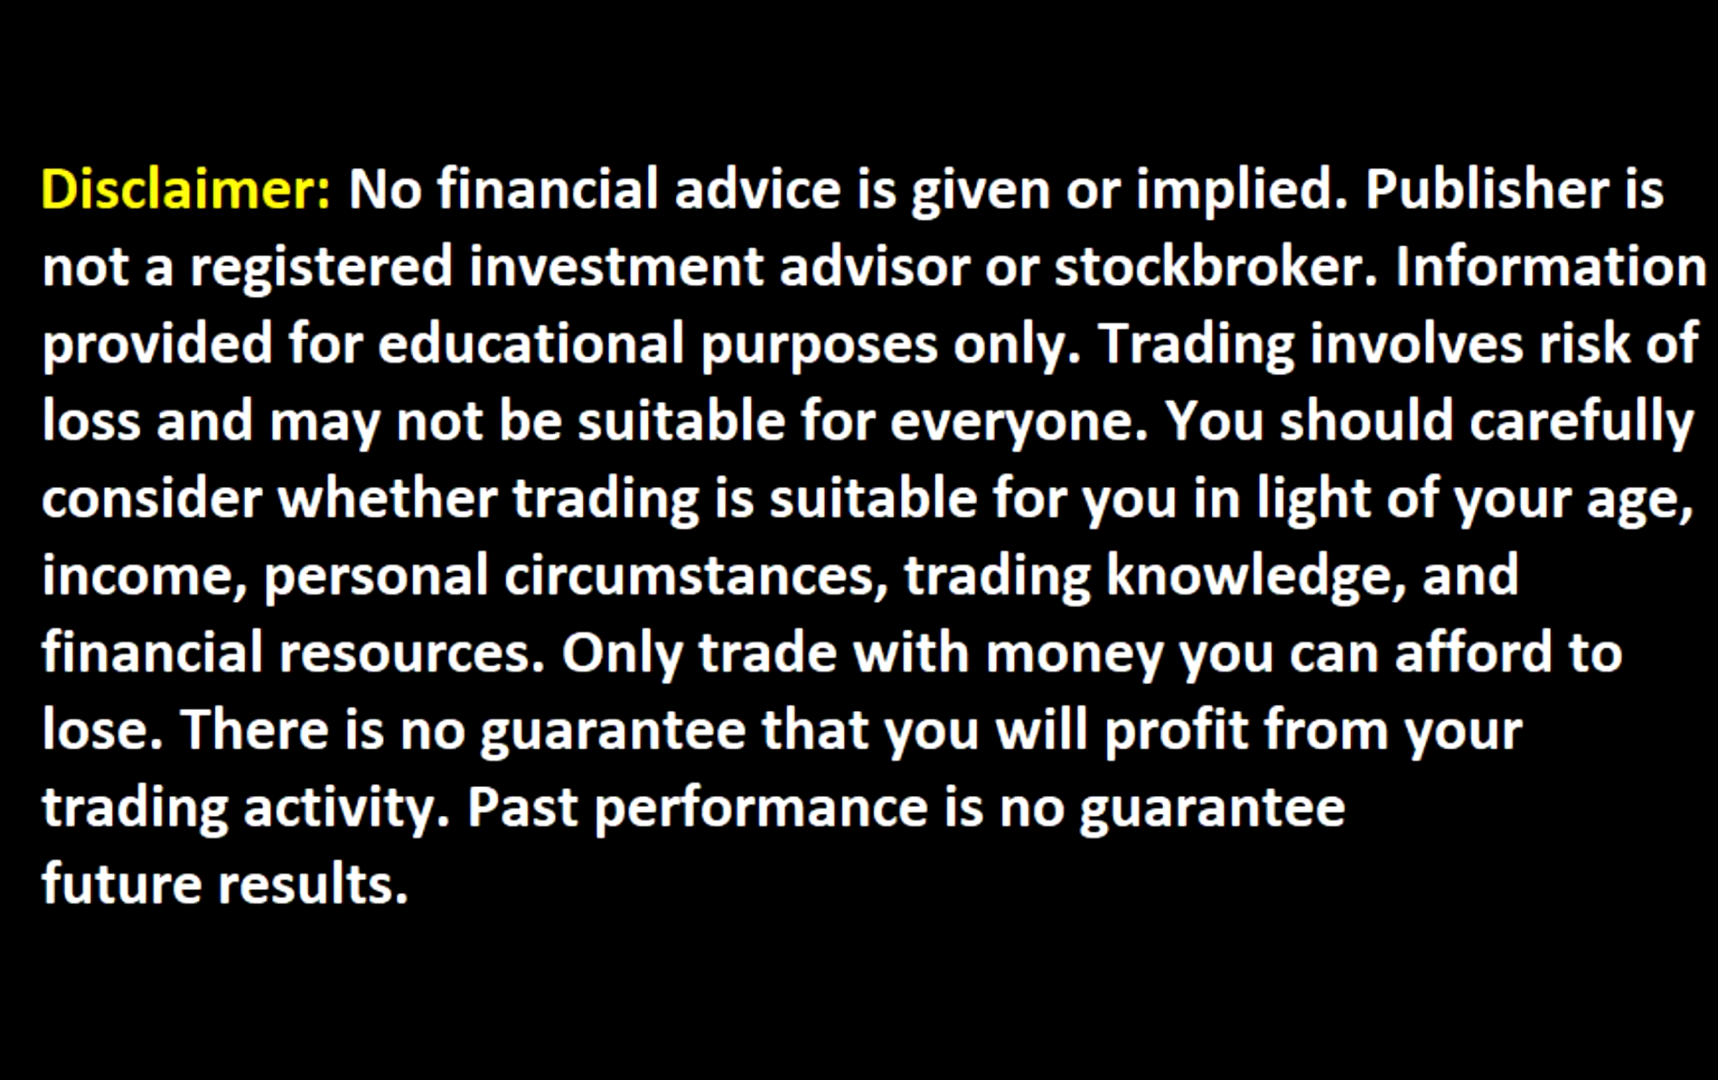 Disclaimer: No financial advice is given or implied. Publisher is
not a registered investment advisor or stockbroker. Information
provided for educational purposes only. Trading involves risk of
loss and may not be suitable for everyone. You should carefully
consider whether trading is suitable for you in light of your age,
income, personal circumstances, trading knowledge, and
financial resources. Only trade with money you can afford to
lose. There is no guarantee that you will profit from your
trading activity. Past performance is no guarantee
future results.